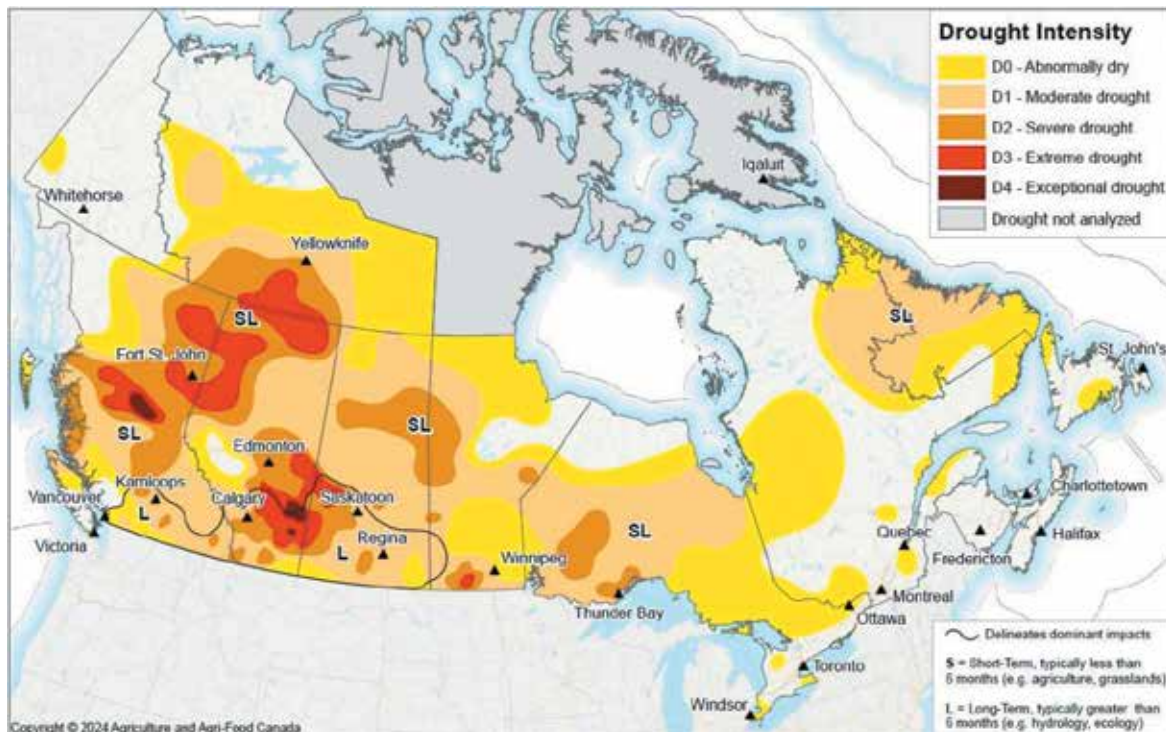 Drought Intensity
D0 - Abnormally dry
D1 - Moderate drought
D2 - Severe drought
D3 - Extreme drought
D4 - Exceptional drought
Drought not analyzed
Iqaluit
Whitehorse
Yellowknife
SL
SL
Fort St. John
St. John's
SL
SL
Edmonton
Kamloops
Calgary
Saskatoon
SL
Charlottetown
Vancouver
L
L
Regina
Quebec
Halifax
Victoria
Winnipeg
Fredericton
Thunder Bay
Montreal
Ottawa
Toronto
Windsor
Delineates dominant impacts
S = Short-Term, typically less than
6 months (e.g. agriculture, grasslands)
L = Long-Term, typically greater than
6 months (e.g. hydrology, ecology)
Copyright © 2024 Agriculture and Agri-Food Canada